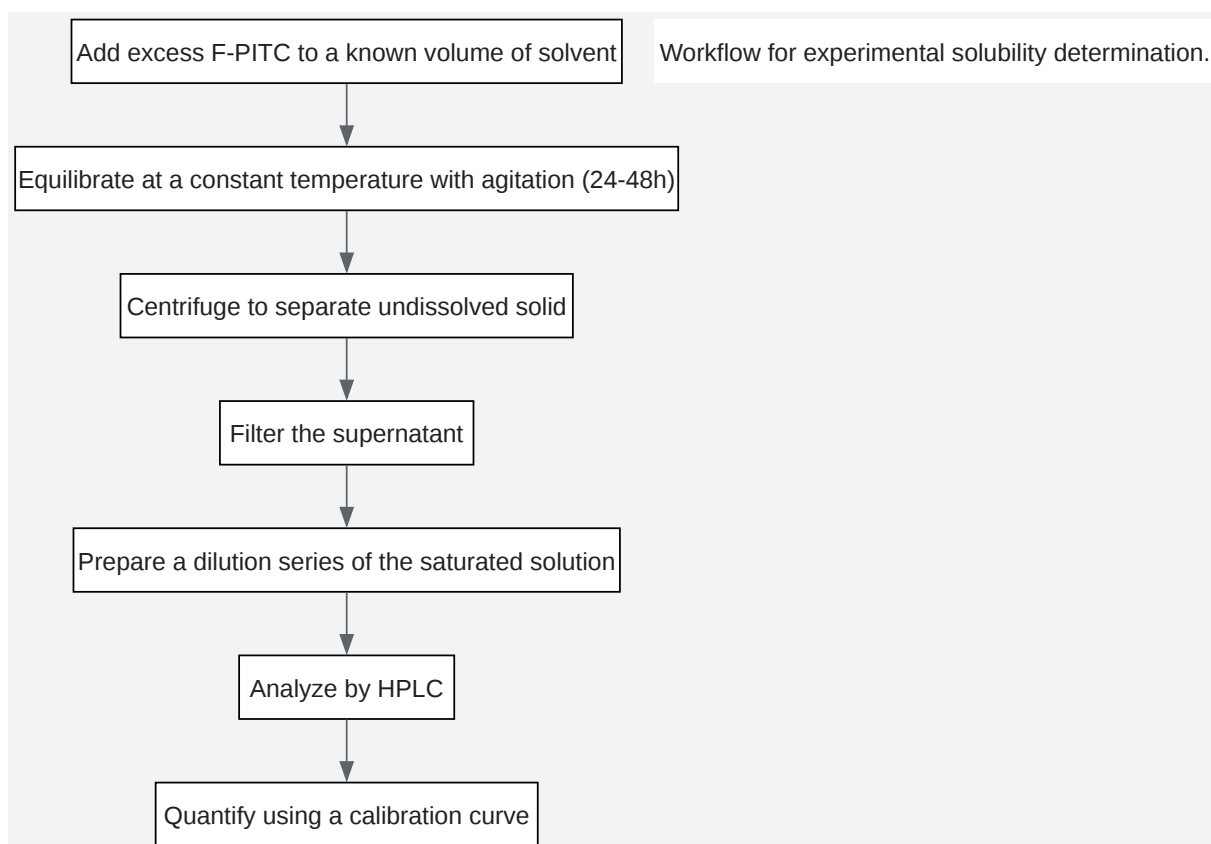 Add excess F-PITC to a known volume of solvent
Workflow for experimental solubility determination.
Equilibrate at a constant temperature with agitation (24-48h)
Centrifuge to separate undissolved solid
Filter the supernatant
Prepare a dilution series of the saturated solution
Analyze by HPLC
Quantify using a calibration curve